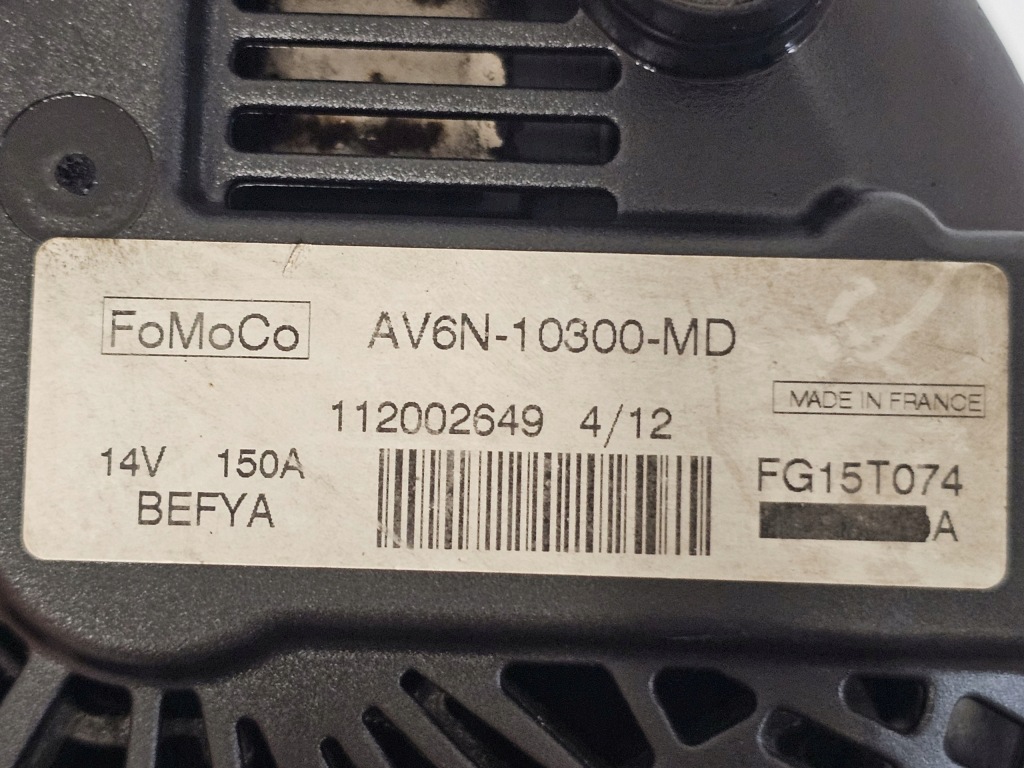 FoMoCo AV6N-10300-MD
MADE IN FRANCE
112002649 4/12
14V 150A
FG15T074
BEFYA
A